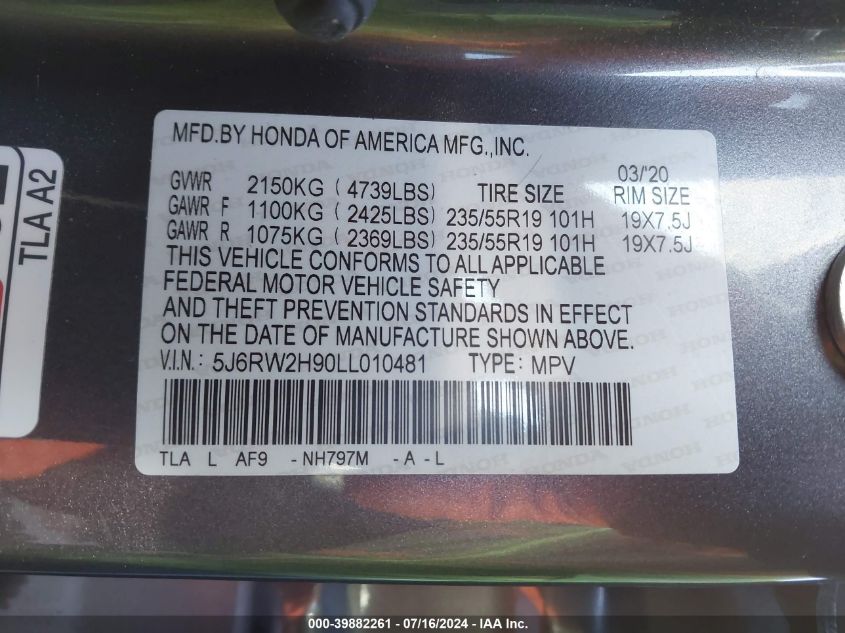 MFD.BY HONDA OF AMERICA MFG.,INC.
03/'20
GVWR 2150KG ( 4739LBS) TIRE SIZE RIM SIZE
GAWR F 1100KG ( 2425LBS) 235/55R19 101H 19X7.5J
GAWR R 1075KG ( 2369LBS) 235/55R19 101H 19X7.5J
THIS VEHICLE CONFORMS TO ALL APPLICABLE
FEDERAL MOTOR VEHICLE SAFETY
AND THEFT PREVENTION STANDARDS IN EFFECT
ON THE DATE OF MANUFACTURE SHOWN ABOVE.
V.I.N.: 5J6RW2H90LL010481 TYPE: MPV
TLA L AF9 -NH797M -A -L
TLA A2
000-39882261 - 07/16/2024 - IAA Inc.